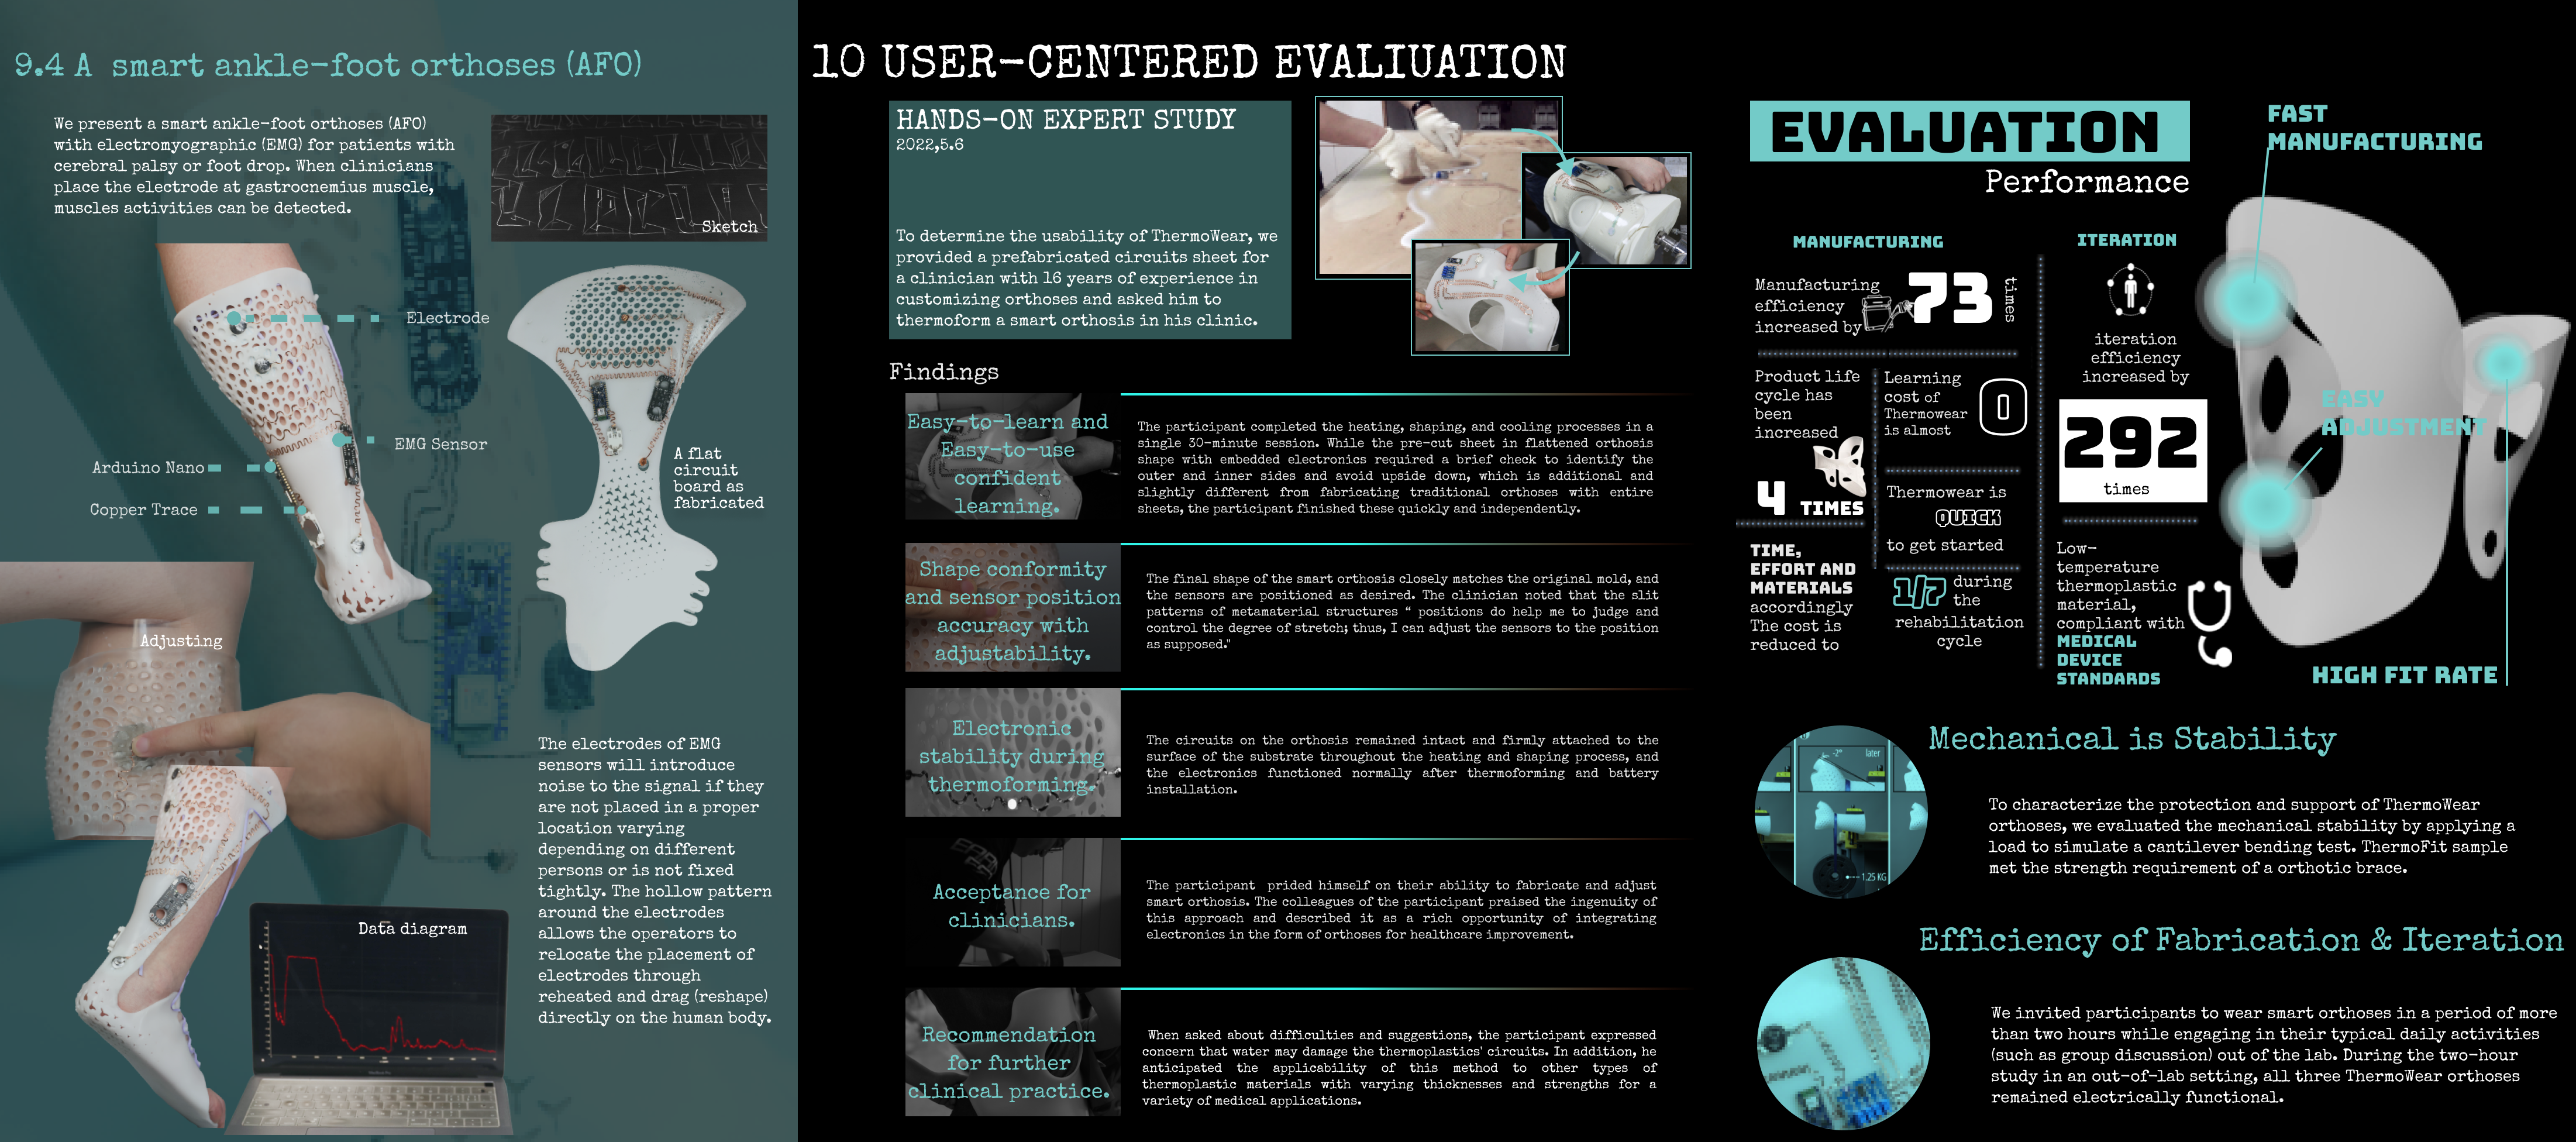 9.4 A smart ankle-foot orthoses (AFO)
We present a smart ankle-foot orthoses (AFO)
with electromyographic (EMG) for patients with
cerebral palsy or foot drop. When clinicians
place the electrode at gastrocnemius muscle,
muscles activities can be detected.
Sketch
Electrode
EMG Sensor
Arduino Nano
Copper Trace
A flat
circuit
board as
fabricated
Adjusting
Data diagram
The electrodes of EMG
sensors will introduce
noise to the signal if they
are not placed in a proper
location varying
depending on different
persons or is not fixed
tightly. The hollow pattern
around the electrodes
allows the operators to
relocate the placement of
electrodes through
reheated and drag (reshape)
directly on the human body.
10 USER-CENTERED EVALIUATION
HANDS-ON EXPERT STUDY
2022,5.6
To determine the usability of ThermoWear, we
provided a prefabricated circuits sheet for
a clinician with 16 years of experience in
customizing orthoses and asked him to
thermoform a smart orthosis in his clinic.
Findings
Easy-to-learn and
Easy-to-use
confident
learning.
The participant completed the heating, shaping, and cooling processes in a
single 30-minute session. While the pre-cut sheet in flattened orthosis
shape with embedded electronics required a brief check to identify the
outer and inner sides and avoid upside down, which is additional and
slightly different from fabricating traditional orthoses with entire
sheets, the participant finished these quickly and independently.
Shape conformity
and sensor position
accuracy with
adjustability.
The final shape of the smart orthosis closely matches the original mold, and
the sensors are positioned as desired. The clinician noted that the slit
patterns of metamaterial structures “ positions do help me to judge and
control the degree of stretch; thus, I can adjust the sensors to the position
as supposed."
Electronic
stability during
thermoforming.
The circuits on the orthosis remained intact and firmly attached to the
surface of the substrate throughout the heating and shaping process, and
the electronics functioned normally after thermoforming and battery
installation.
Acceptance for
clinicians.
The participant prided himself on their ability to fabricate and adjust
smart orthosis. The colleagues of the participant praised the ingenuity of
this approach and described it as a rich opportunity of integrating
electronics in the form of orthoses for healthcare improvement.
Recommendation
for further
clinical practice.
When asked about difficulties and suggestions, the participant expressed
concern that water may damage the thermoplastics' circuits. In addition, he
anticipated the applicability of this method to other types of
thermoplastic materials with varying thicknesses and strengths for a
variety of medical applications.
EVALUATION
Performance
MANUFACTURING
Manufacturing
efficiency
increased by
73
times
Product life
cycle has
been
increased
4 TIMES
Learning
cost of
Thermowear
is almost
0
Thermowear is
QUICK
to get started
TIME,
EFFORT AND
MATERIALS
accordingly
The cost is
reduced to
1/7 during
the
rehabilitation
cycle
ITERATION
iteration
efficiency
increased by
292
times
Low-
temperature
thermoplastic
material,
compliant with
MEDICAL
DEVICE
STANDARDS
FAST
MANUFACTURING
EASY
ADJUSTMENT
HIGH FIT RATE
Mechanical is Stability
-2°
later
1.25 KG
To characterize the protection and support of ThermoWear
orthoses, we evaluated the mechanical stability by applying a
load to simulate a cantilever bending test. ThermoFit sample
met the strength requirement of a orthotic brace.
Efficiency of Fabrication & Iteration
We invited participants to wear smart orthoses in a period of more
than two hours while engaging in their typical daily activities
(such as group discussion) out of the lab. During the two-hour
study in an out-of-lab setting, all three ThermoWear orthoses
remained electrically functional.